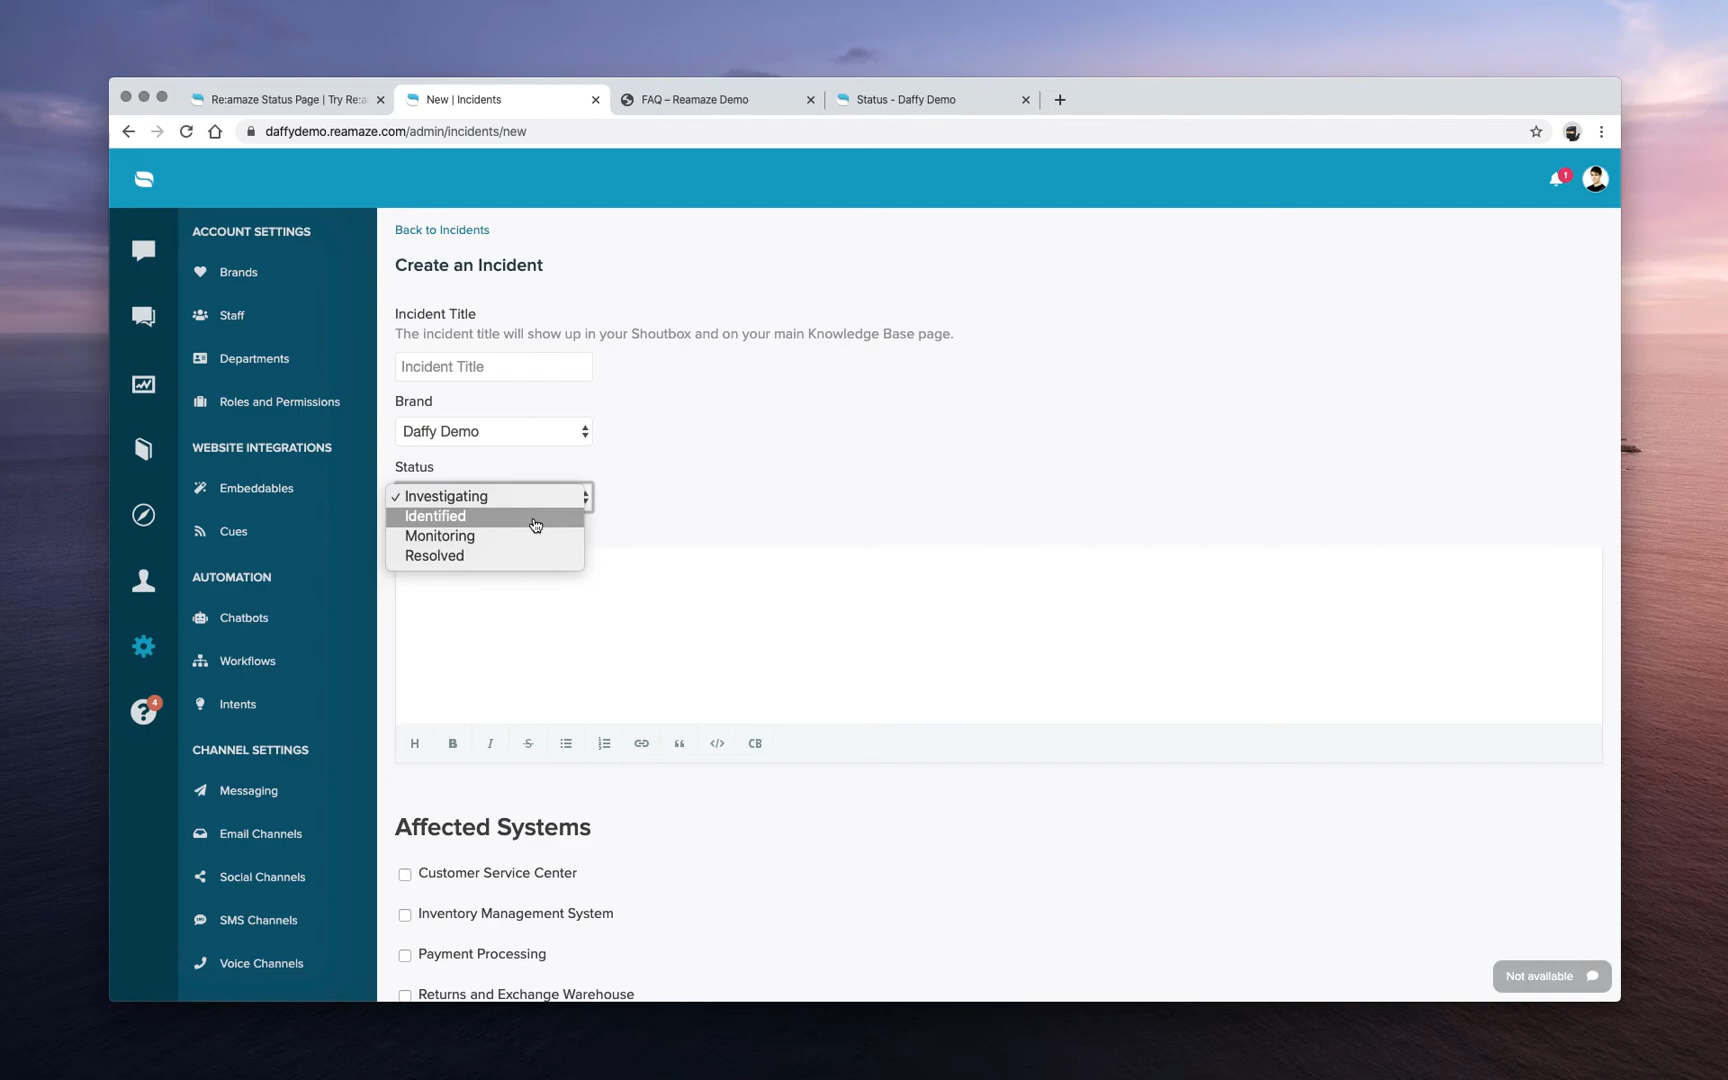 Re:amaze Status Page | Try Re:a
New | Incidents
FAQ – Reamaze Demo
Status - Daffy Demo
daffydemo.reamaze.com/admin/incidents/new
1
ACCOUNT SETTINGS
Brands
Staff
Departments
Roles and Permissions
WEBSITE INTEGRATIONS
Embeddables
Cues
AUTOMATION
Chatbots
Workflows
Intents
CHANNEL SETTINGS
Messaging
Email Channels
Social Channels
SMS Channels
Voice Channels
4
Back to Incidents
Create an Incident
Incident Title
The incident title will show up in your Shoutbox and on your main Knowledge Base page.
Incident Title
Brand
Daffy Demo
Status
✓ Investigating
Identified
Monitoring
Resolved
H B I S </> CB
Affected Systems
Customer Service Center
Inventory Management System
Payment Processing
Returns and Exchange Warehouse
Not available